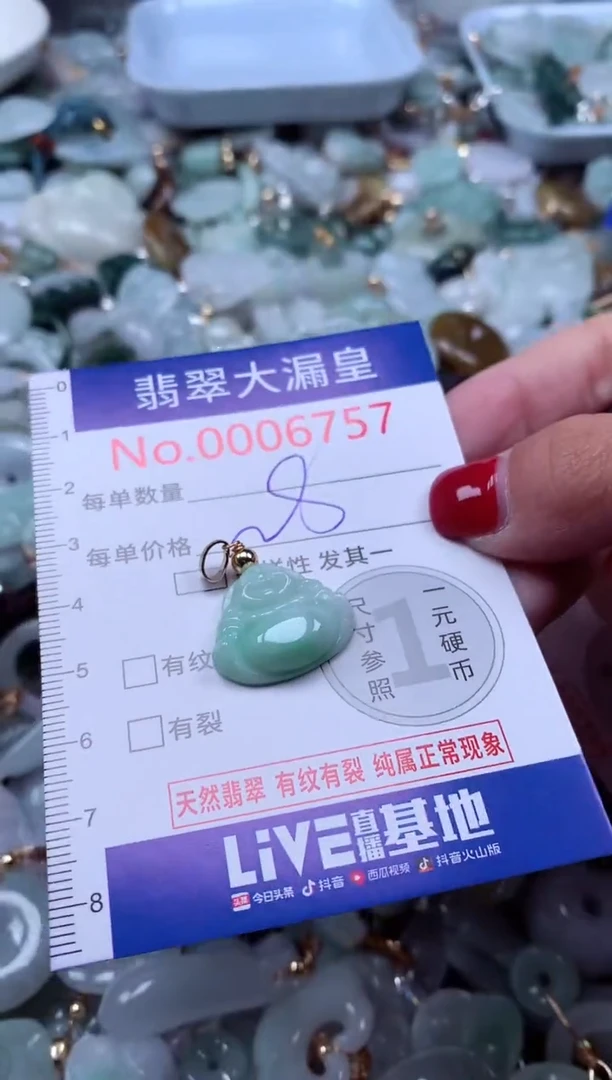 翡翠大漏皇
No.0006757
每单数量
每单价格
8
样性 发其一
有纹
有裂
尺寸参照
1
一元硬币
天然翡翠 有纹有裂 纯属正常现象
LiVE直播基地
头条 今日头条 抖音 西瓜视频 抖音火山版
0
1
2
3
4
5
6
7
8